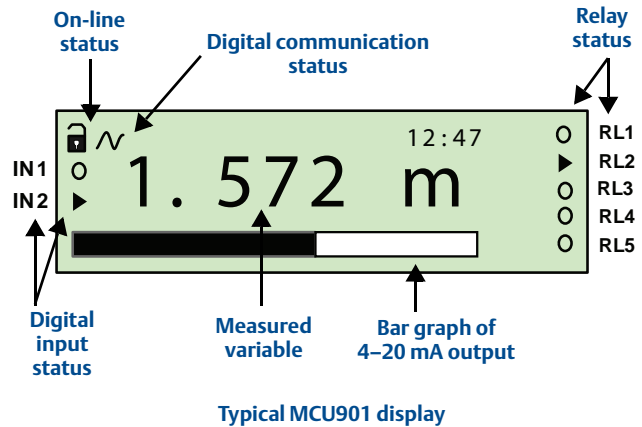 On-line
status
Digital communication
status
Relay
status
12:47
IN1
IN2
1.572 m
RL1
RL2
RL3
RL4
RL5
Digital
input
status
Measured
variable
Bar graph of
4–20 mA output
Typical MCU901 display